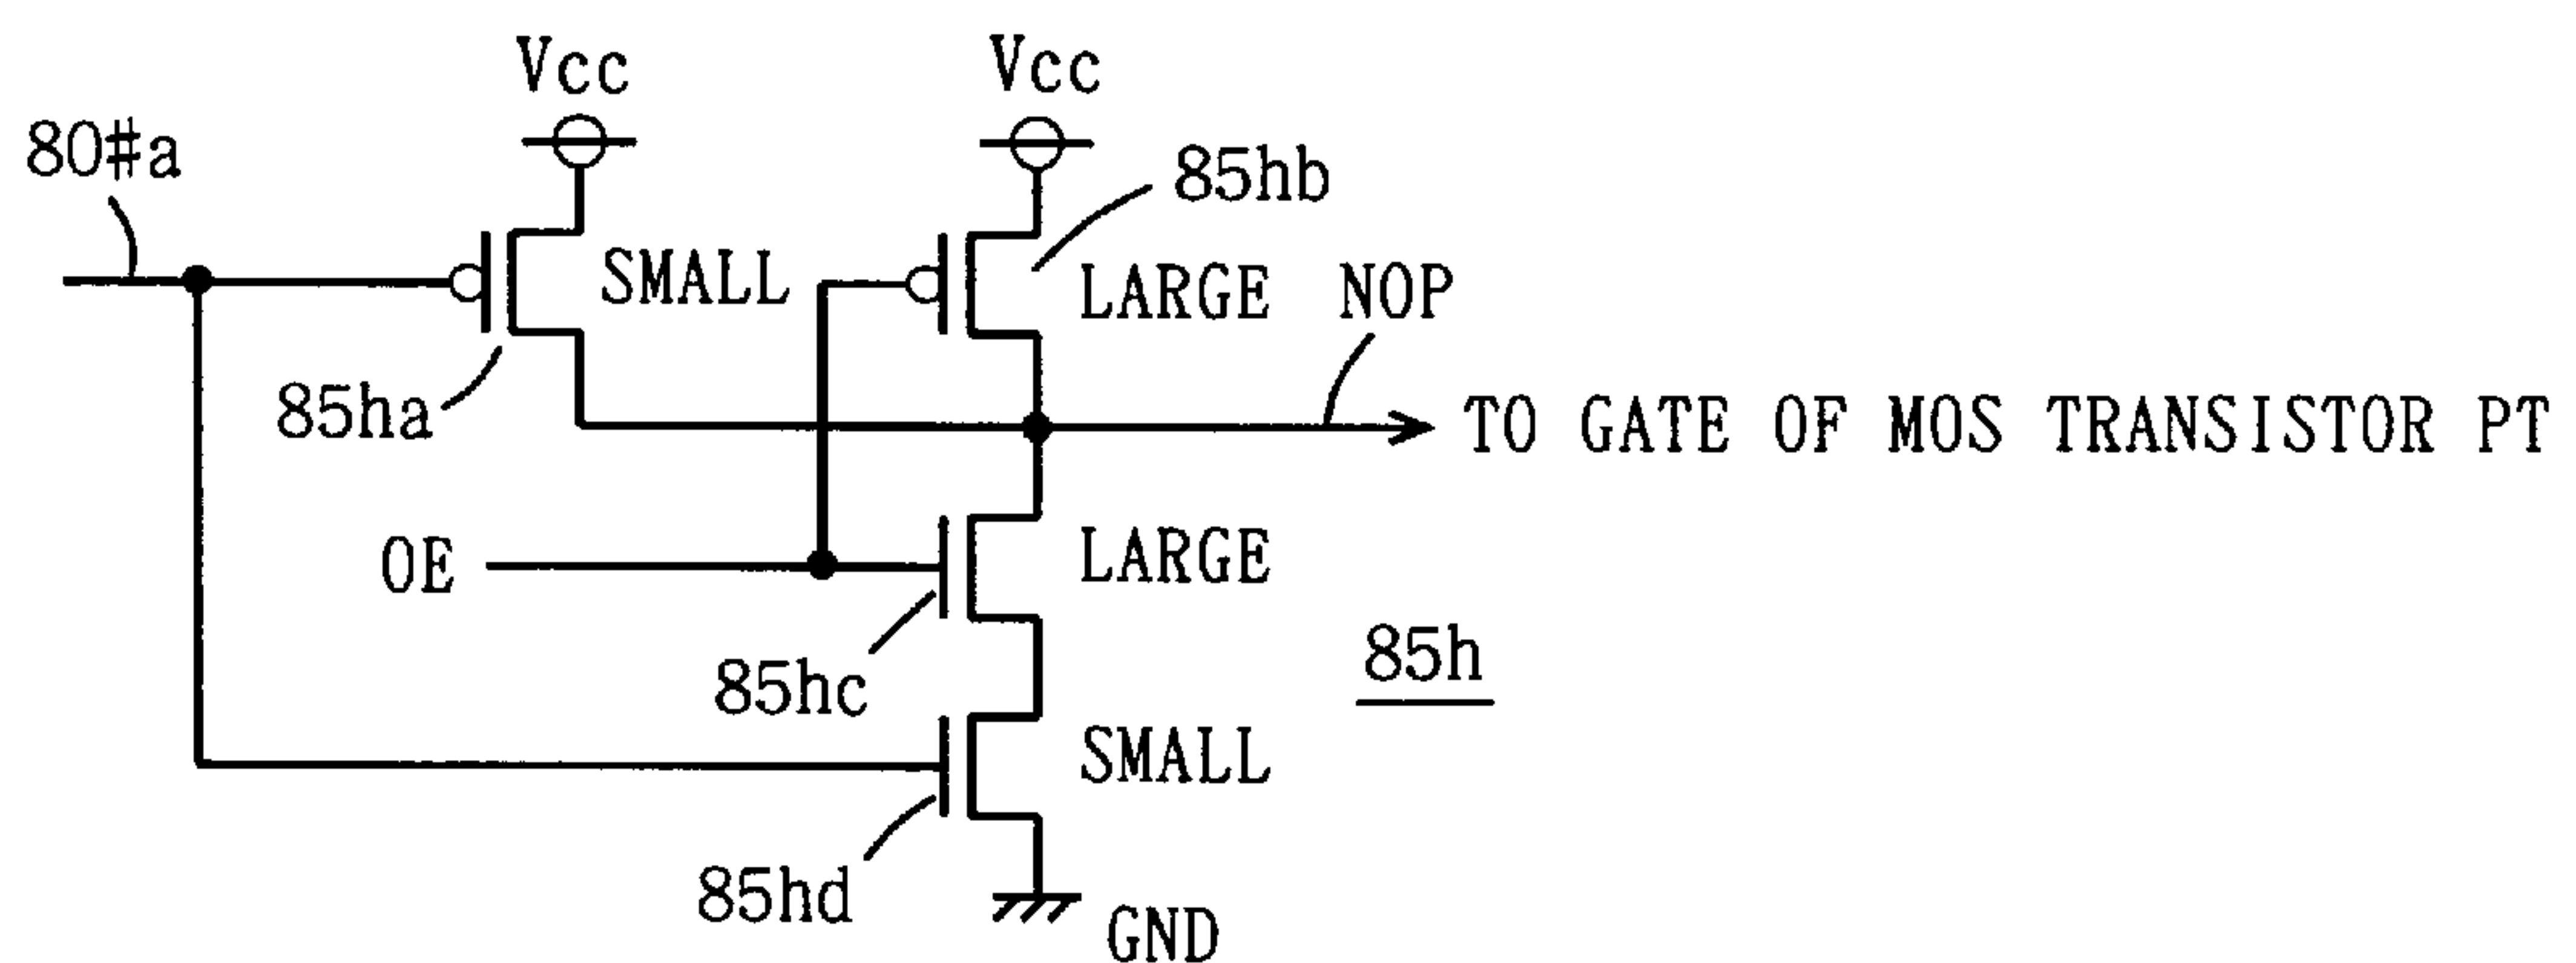 Vcc
Vcc
80#a
85hb
SMALL
LARGE
NOP
85ha
TO GATE OF MOS TRANSISTOR PT
OE
LARGE
85hc
85h
SMALL
85hd
GND